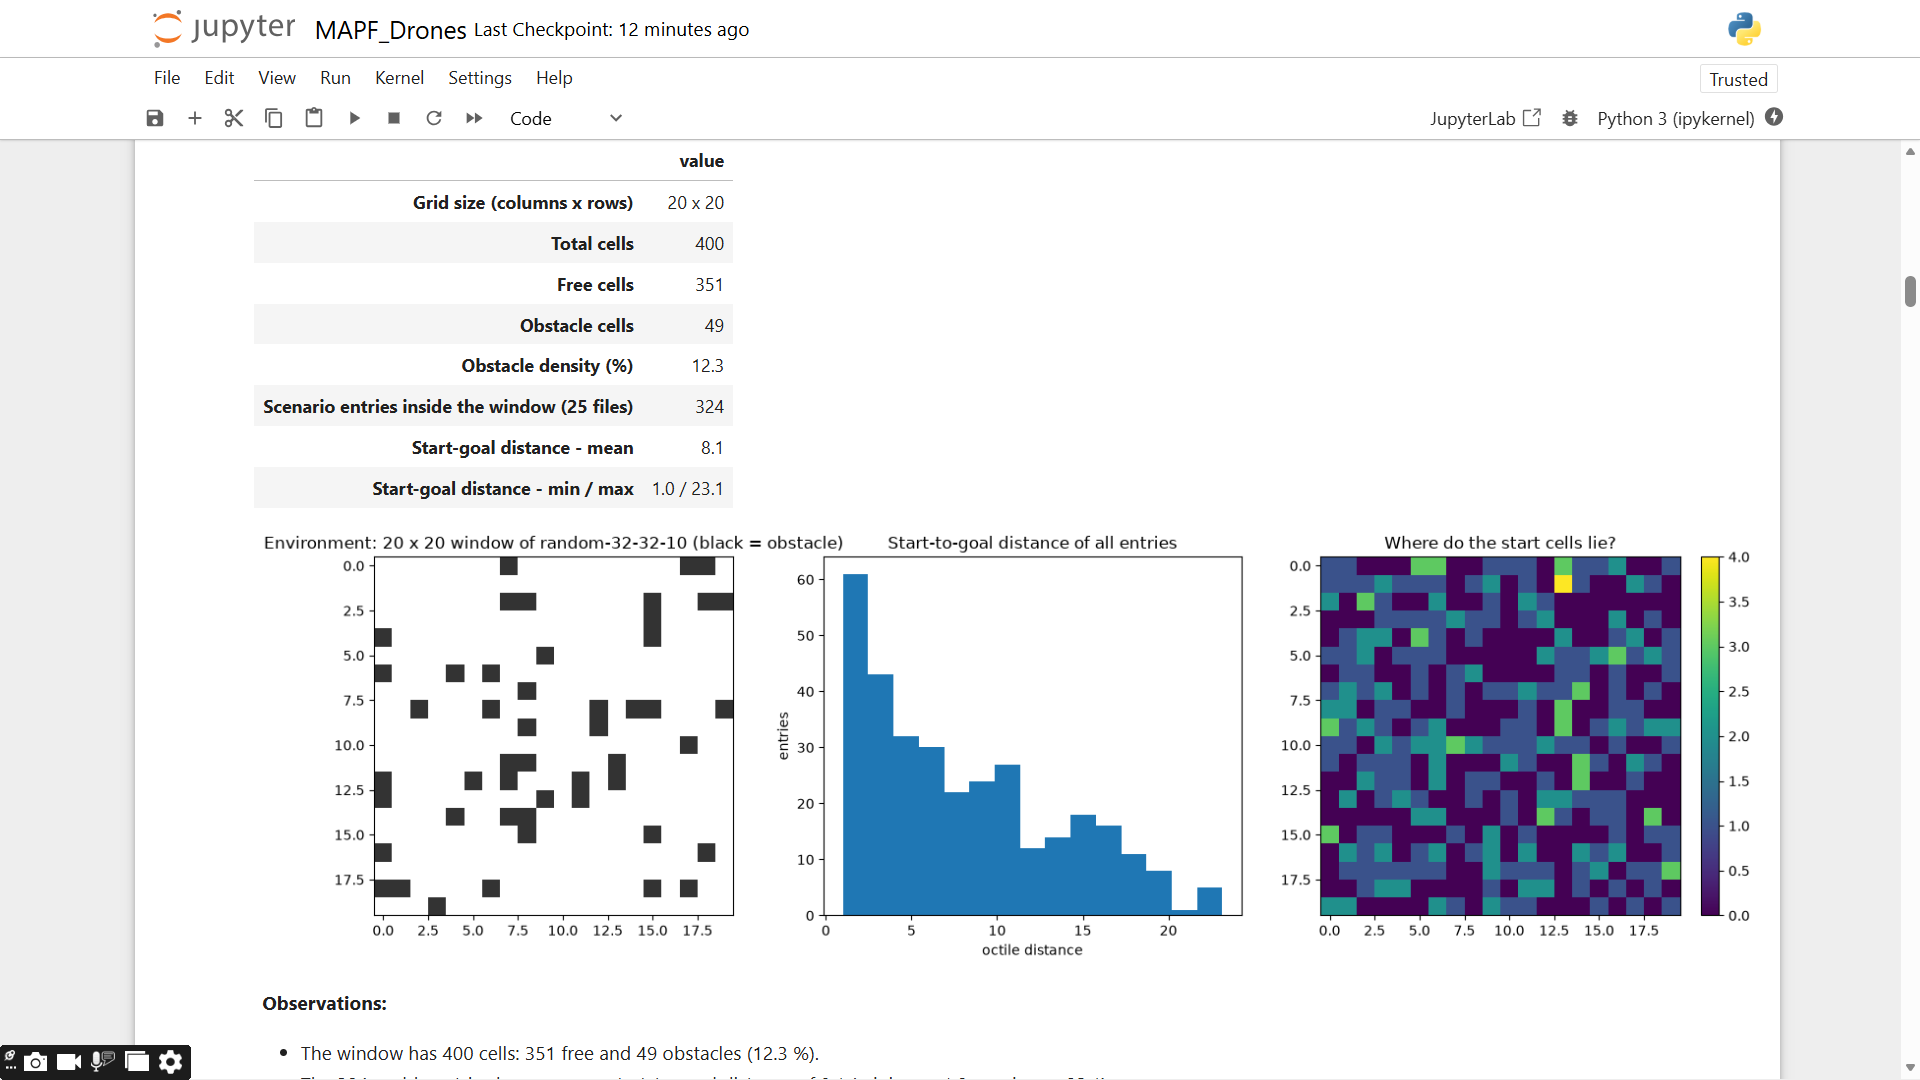 jupyter MAPF_Drones Last Checkpoint: 12 minutes ago
File Edit View Run Kernel Settings Help
Trusted
Code
JupyterLab Python 3 (ipykernel)
value
Grid size (columns x rows) 20 x 20
Total cells 400
Free cells 351
Obstacle cells 49
Obstacle density (%) 12.3
Scenario entries inside the window (25 files) 324
Start-goal distance - mean 8.1
Start-goal distance - min / max 1.0 / 23.1
Environment: 20 x 20 window of random-32-32-10 (black = obstacle)
0.0
2.5
5.0
7.5
10.0
12.5
15.0
17.5
0.0 2.5 5.0 7.5 10.0 12.5 15.0 17.5
Start-to-goal distance of all entries
entries
60
50
40
30
20
10
0
0 5 10 15 20
octile distance
Where do the start cells lie?
0.0
2.5
5.0
7.5
10.0
12.5
15.0
17.5
0.0 2.5 5.0 7.5 10.0 12.5 15.0 17.5
4.0
3.5
3.0
2.5
2.0
1.5
1.0
0.5
0.0
Observations:
• The window has 400 cells: 351 free and 49 obstacles (12.3 %).